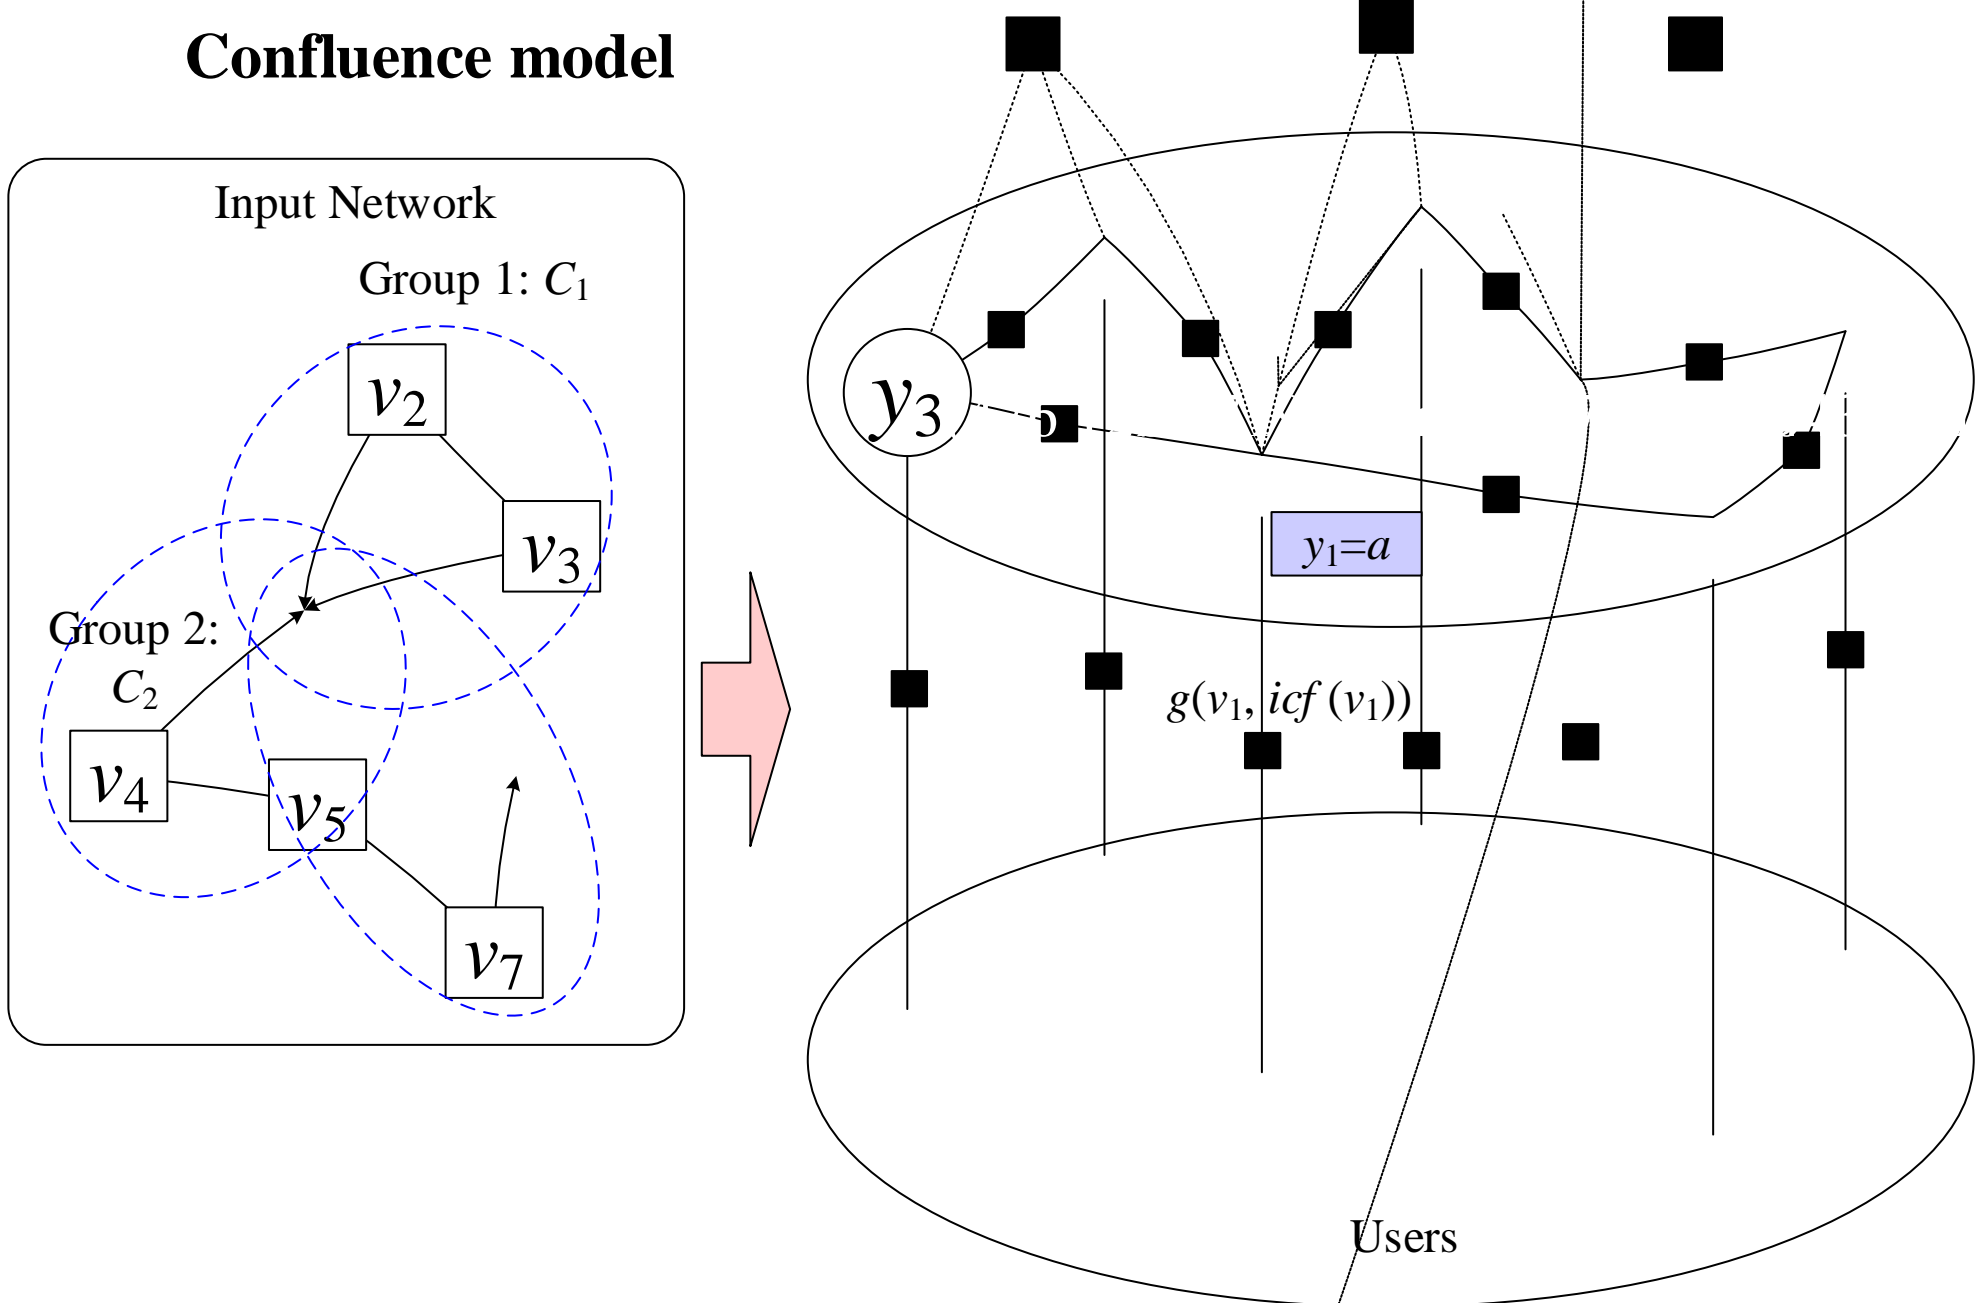 Confluence model
Input Network
Group 1: C₁
v₂
v₃
Group 2:
C₂
v₄
v₅
v₇
y₃
y₁=a
g(v₁, icf (v₁))
Users